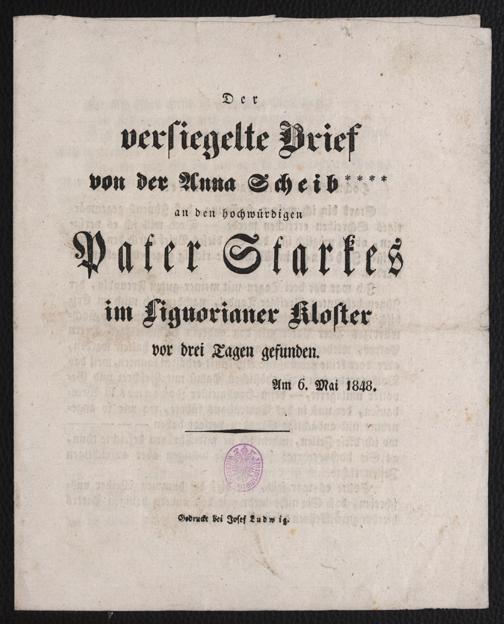 Der
versiegelte Brief
von der Anna Scheib****
an den hochwürdigen
Pater Starkes
im Liguorianer Kloster
vor drei Tagen gefunden.
Am 6. Mai 1848.
Gedruckt bei Josef Ludwig.